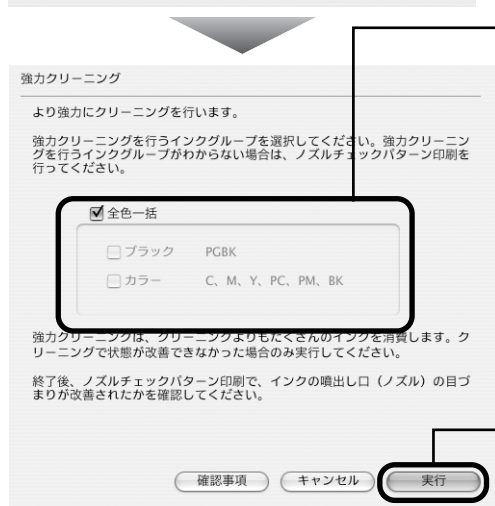 強力クリーニング
より強力にクリーニングを行います。
強力クリーニングを行うインクグループを選択してください。強力クリーニン
グを行うインクグループがわからない場合は、ノズルチェックパターン印刷を
行ってください。
全色一括
ブラック PGBK
カラー C、M、Y、PC、PM、BK
強力クリーニングは、クリーニングよりもたくさんのインクを消費します。ク
リーニングで状態が改善できなかった場合のみ実行してください。
終了後、ノズルチェックパターン印刷で、インクの噴出し口（ノズル）の目づ
まりが改善されたかを確認してください。
確認事項 キャンセル 実行